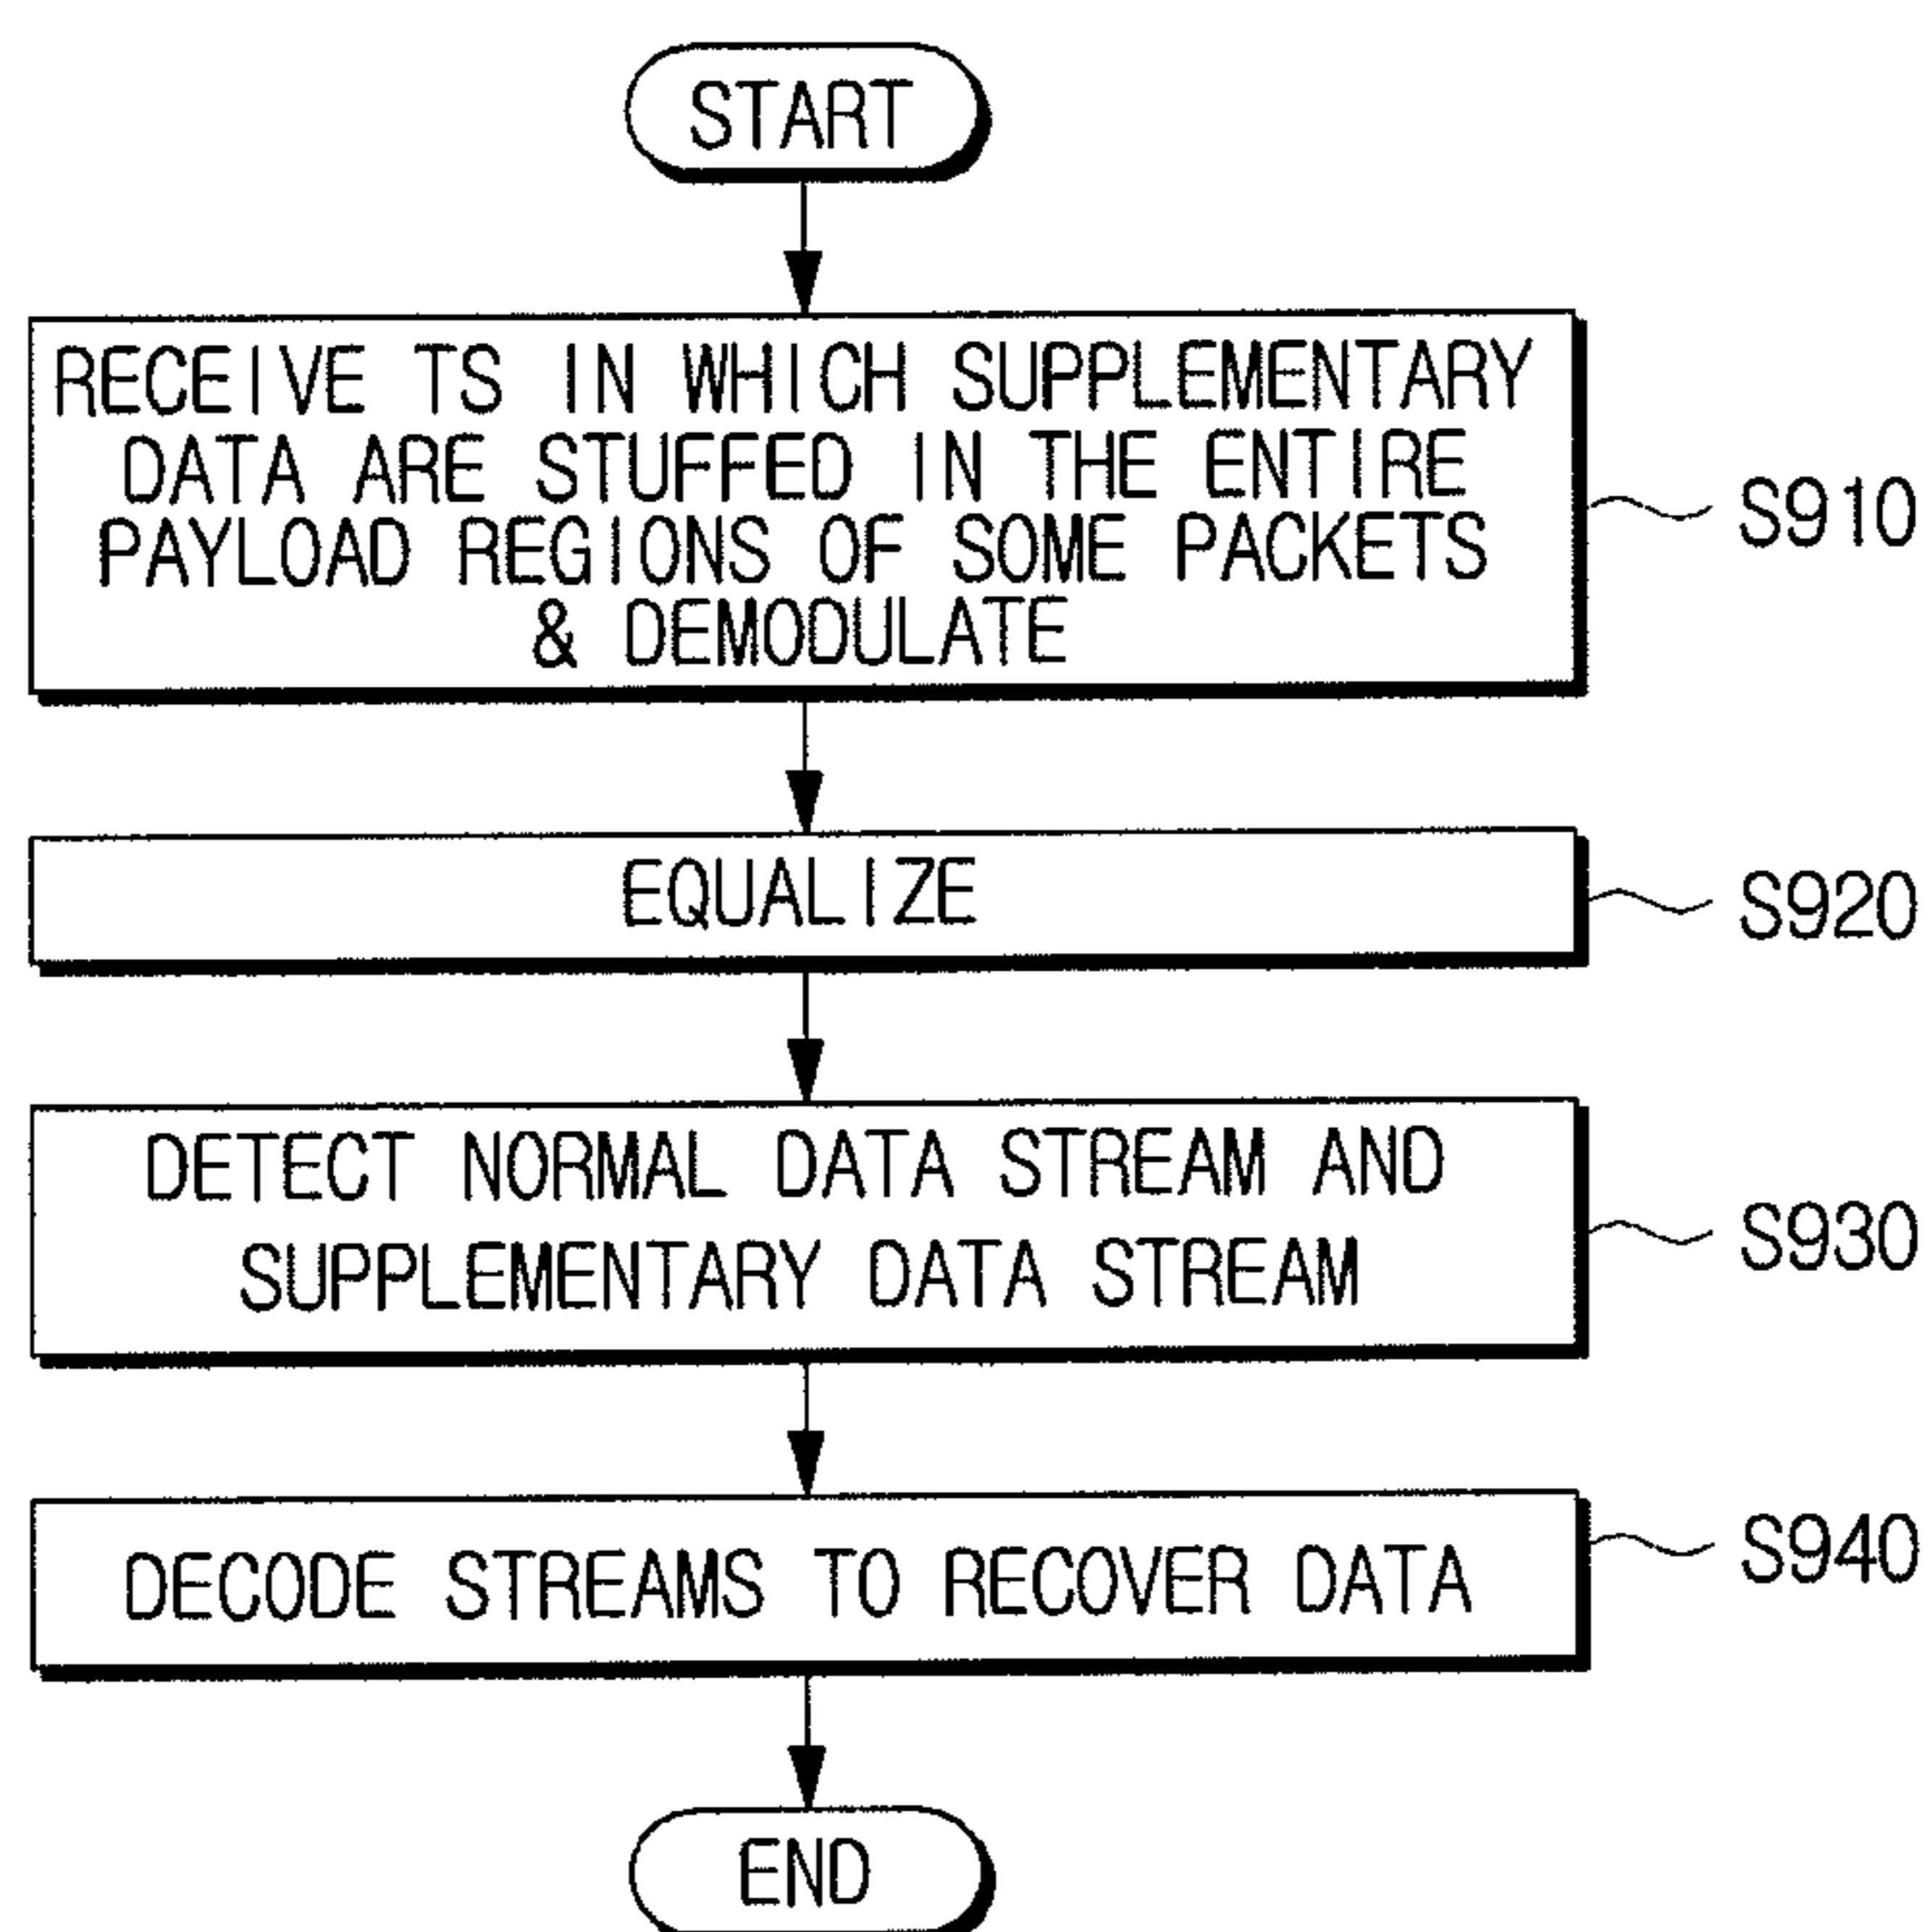 START
RECEIVE TS IN WHICH SUPPLEMENTARY
DATA ARE STUFFED IN THE ENTIRE
PAYLOAD REGIONS OF SOME PACKETS
& DEMODULATE
S910
EQUALIZE
S920
DETECT NORMAL DATA STREAM AND
SUPPLEMENTARY DATA STREAM
S930
DECODE STREAMS TO RECOVER DATA
S940
END